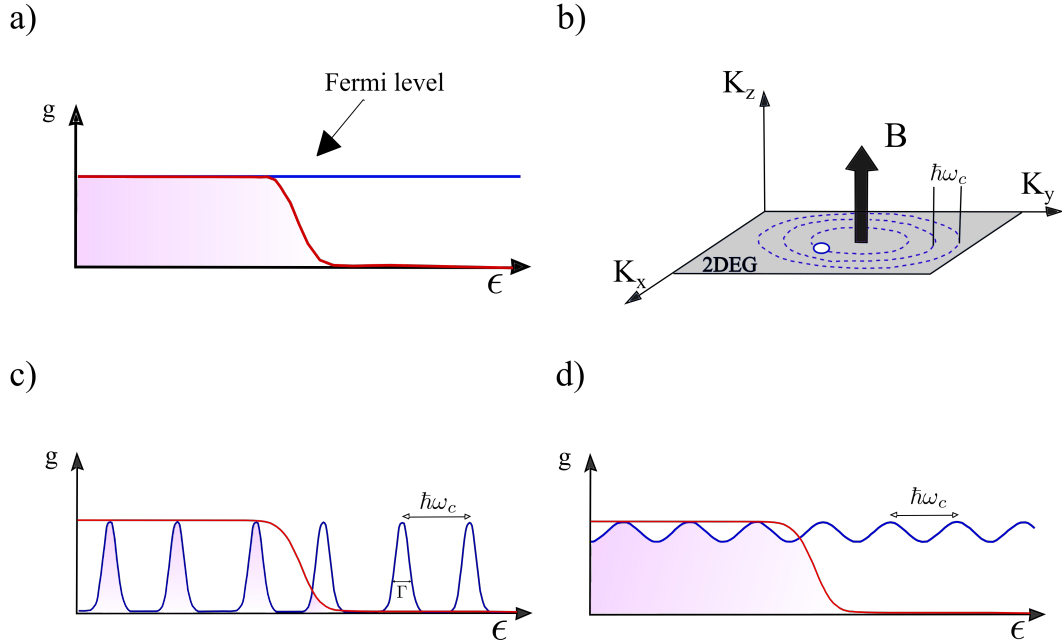 a)
Fermi level
g
ϵ
b)
K_z
B
ħω_c
K_y
2DEG
K_x
c)
g
ħω_c
Γ
ϵ
d)
g
ħω_c
ϵ